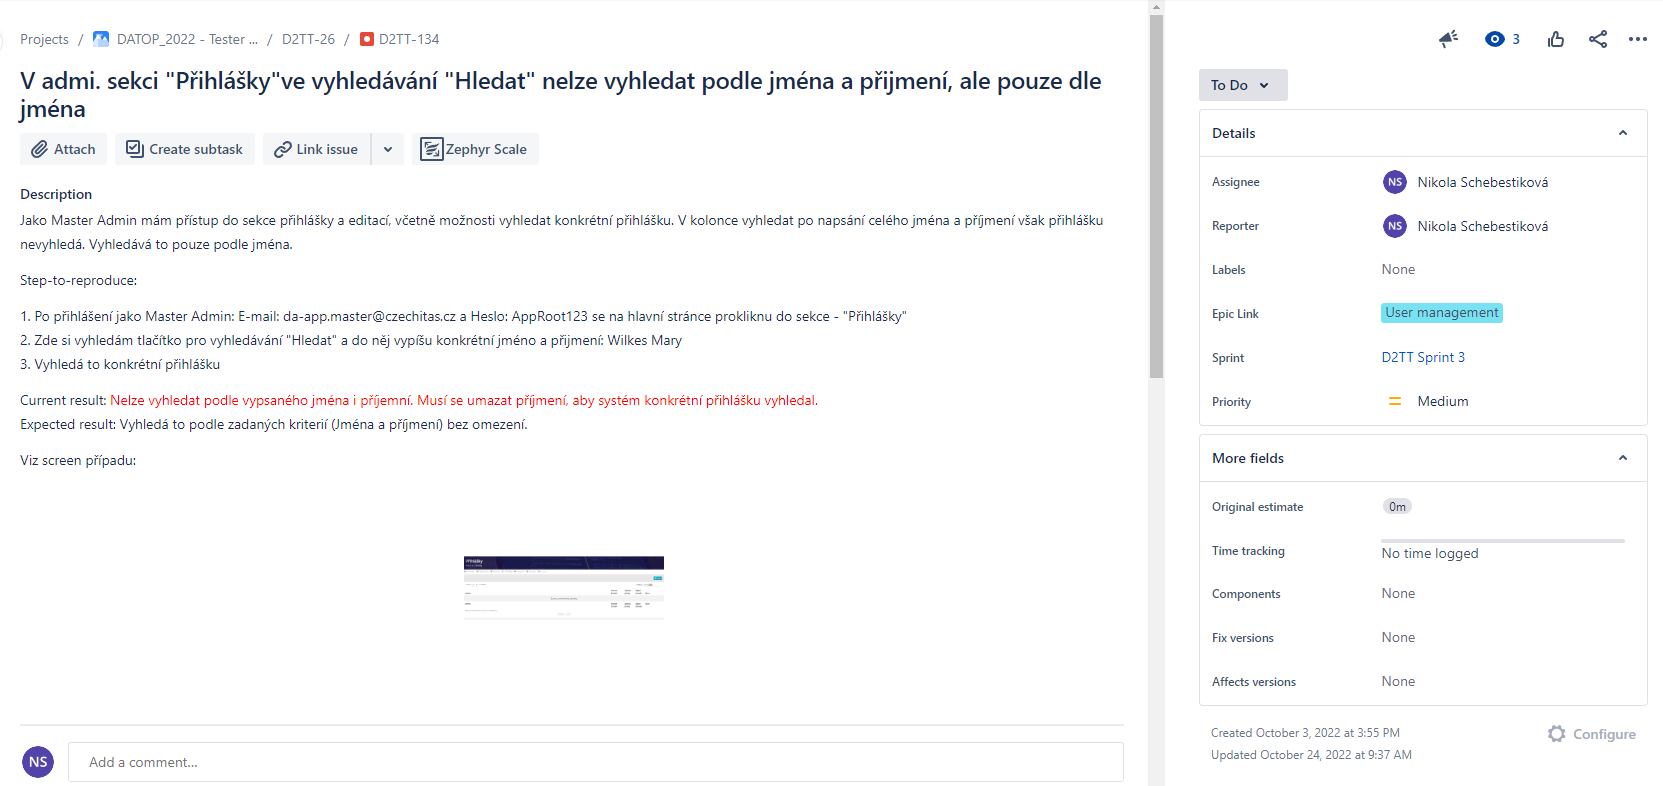 Projects / DATOP_2022 - Tester ... / D2TT-26 / D2TT-134
V admi. sekci "Přihlášky"ve vyhledávání "Hledat" nelze vyhledat podle jména a přijmení, ale pouze dle
jména
Attach Create subtask Link issue Zephyr Scale
Description
Jako Master Admin mám přístup do sekce přihlášky a editací, včetně možnosti vyhledat konkrétní přihlášku. V kolonce vyhledat po napsání celého jména a příjmení však přihlášku
nevyhledá. Vyhledává to pouze podle jména.
Step-to-reproduce:
1. Po přihlášení jako Master Admin: E-mail: da-app.master@czechitas.cz a Heslo: AppRoot123 se na hlavní stránce prokliknu do sekce - "Přihlášky"
2. Zde si vyhledám tlačítko pro vyhledávání "Hledat" a do něj vypíšu konkrétní jméno a přijmení: Wilkes Mary
3. Vyhledá to konkrétní přihlášku
Current result: Nelze vyhledat podle vypsaného jména i příjemní. Musí se umazat příjmení, aby systém konkrétní přihlášku vyhledal.
Expected result: Vyhledá to podle zadaných kriterií (Jména a příjmení) bez omezení.
Viz screen případu:
Přihlášky
NS Add a comment...
3
To Do
Details
Assignee NS Nikola Schebestiková
Reporter NS Nikola Schebestiková
Labels None
Epic Link User management
Sprint D2TT Sprint 3
Priority Medium
More fields
Original estimate 0m
Time tracking No time logged
Components None
Fix versions None
Affects versions None
Created October 3, 2022 at 3:55 PM
Configure
Updated October 24, 2022 at 9:37 AM